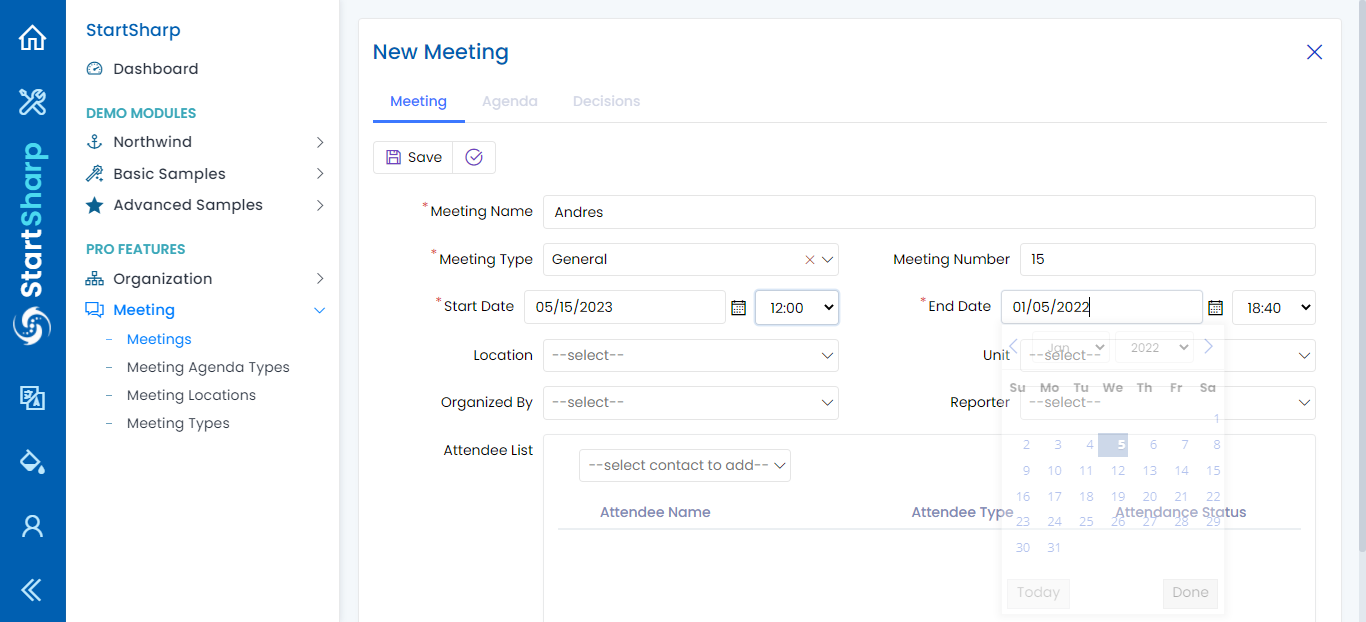 StartSharp
StartSharp
Dashboard
DEMO MODULES
Northwind
Basic Samples
Advanced Samples
PRO FEATURES
Organization
Meeting
Meetings
Meeting Agenda Types
Meeting Locations
Meeting Types
New Meeting
Meeting Agenda Decisions
Save
*Meeting Name Andres
*Meeting Type General Meeting Number 15
*Start Date 05/15/2023 12:00 *End Date 01/05/2022 18:40
Location --select-- Unit --select--
Organized By --select-- Reporter --select--
Attendee List
--select contact to add--
Attendee Name Attendee Type Attendance Status
Jan 2022
Su Mo Tu We Th Fr Sa
1
2 3 4 5 6 7 8
9 10 11 12 13 14 15
16 17 18 19 20 21 22
23 24 25 26 27 28 29
30 31
Today Done